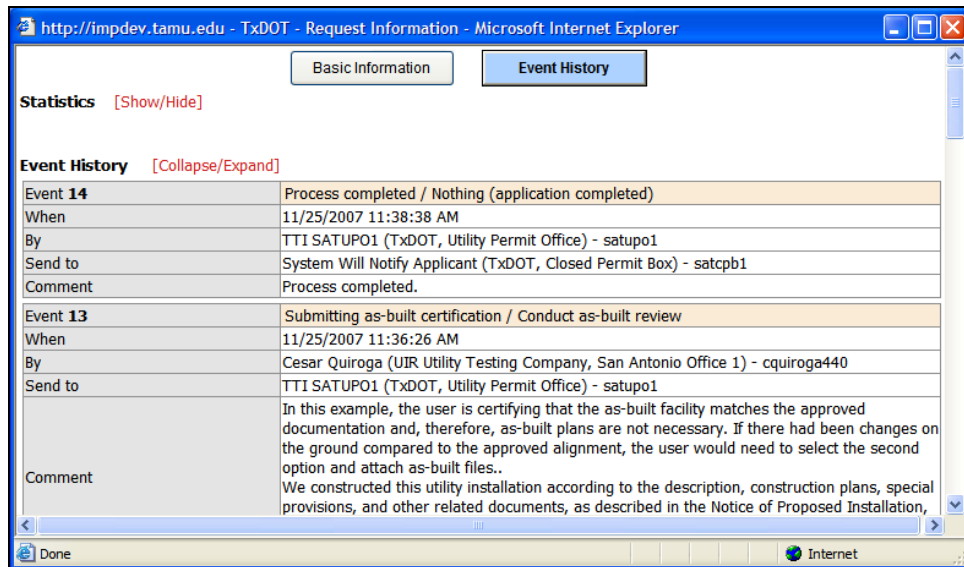 http://impdev.tamu.edu - TxDOT - Request Information - Microsoft Internet Explorer
Basic Information Event History
Statistics [Show/Hide]
Event History [Collapse/Expand]
Event 14 Process completed / Nothing (application completed)
When 11/25/2007 11:38:38 AM
By TTI SATUPO1 (TxDOT, Utility Permit Office) - satupo1
Send to System Will Notify Applicant (TxDOT, Closed Permit Box) - satcpb1
Comment Process completed.
Event 13 Submitting as-built certification / Conduct as-built review
When 11/25/2007 11:36:26 AM
By Cesar Quiroga (UIR Utility Testing Company, San Antonio Office 1) - cquiroga440
Send to TTI SATUPO1 (TxDOT, Utility Permit Office) - satupo1
In this example, the user is certifying that the as-built facility matches the approved
documentation and, therefore, as-built plans are not necessary. If there had been changes on
the ground compared to the approved alignment, the user would need to select the second
Comment option and attach as-built files..
We constructed this utility installation according to the description, construction plans, special
provisions, and other related documents, as described in the Notice of Proposed Installation,
Done Internet